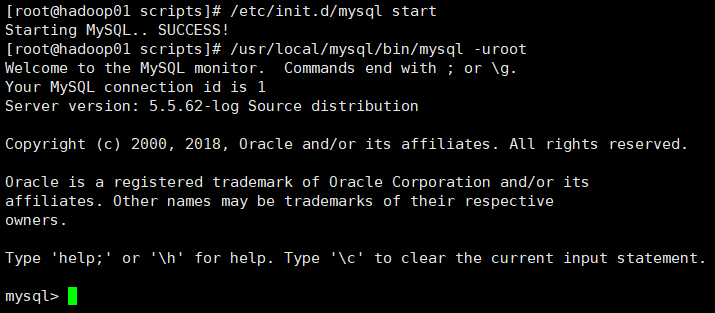 [root@hadoop01 scripts]# /etc/init.d/mysql start
Starting MySQL.. SUCCESS!
[root@hadoop01 scripts]# /usr/local/mysql/bin/mysql -uroot
Welcome to the MySQL monitor.  Commands end with ; or \g.
Your MySQL connection id is 1
Server version: 5.5.62-log Source distribution

Copyright (c) 2000, 2018, Oracle and/or its affiliates. All rights reserved.

Oracle is a registered trademark of Oracle Corporation and/or its
affiliates. Other names may be trademarks of their respective
owners.

Type 'help;' or '\h' for help. Type '\c' to clear the current input statement.

mysql>